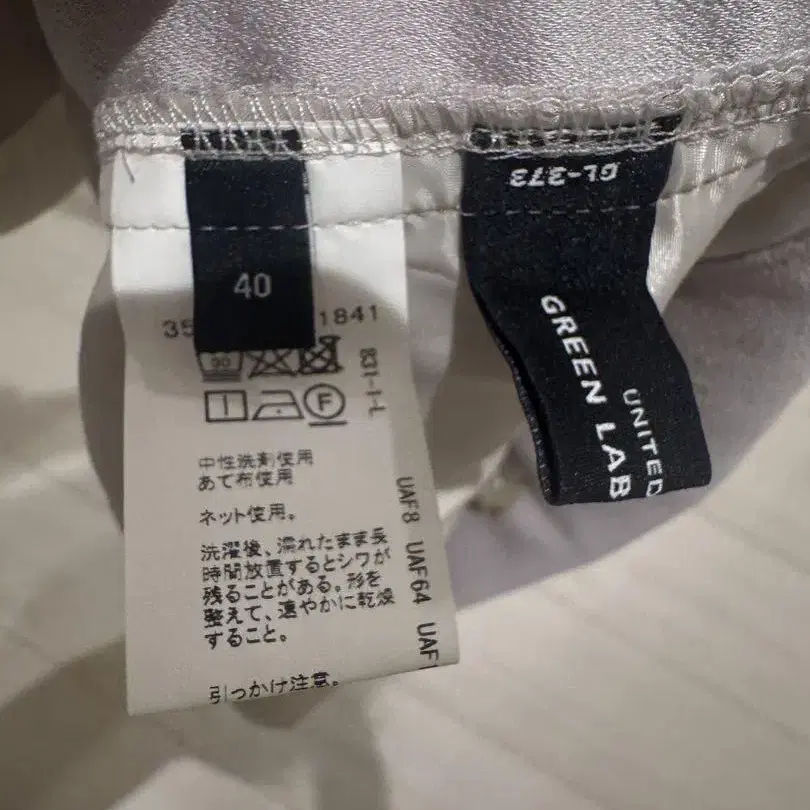 GL-373
40
35
1841
831-I-L
30
F
中性洗剤使用
あて布使用
ネット使用。
洗濯後、濡れたまま長
時間放置するとシワが
残ることがある。形を
整えて、速やかに乾燥
すること。
引っかけ注意。
UAF8 UAF64 UAF
UNITED
GREEN LAB